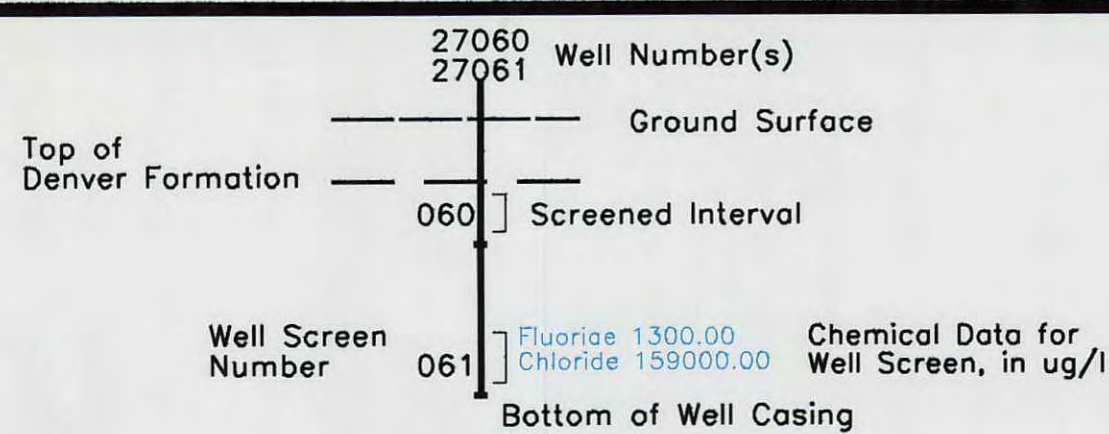 27060
27061
Well Number(s)
Ground Surface
Top of
Denver Formation
060
Screened Interval
Well Screen
Number
061
Fluoriae 1300.00
Chloride 159000.00
Chemical Data for
Well Screen, in ug/l
Bottom of Well Casing